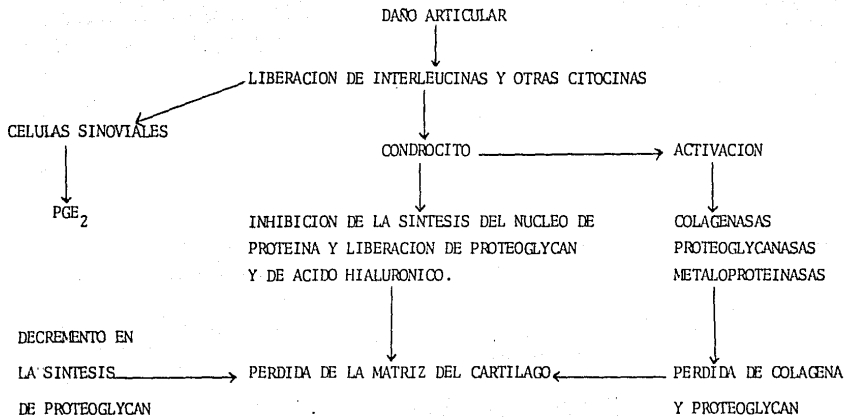 DAÑO ARTICULAR
LIBERACION DE INTERLEUCINAS Y OTRAS CITOCINAS
CELULAS SINOVIALES
PGE2
CONDROCITO
ACTIVACION
INHIBICION DE LA SINTESIS DEL NUCLEO DE
PROTEINA Y LIBERACION DE PROTEOGLYCAN
Y DE ACIDO HIALURONICO.
COLAGENASAS
PROTEOGLYCANASAS
METALOPROTEINASAS
DECREMENTO EN
LA SINTESIS
DE PROTEOGLYCAN
PERDIDA DE LA MATRIZ DEL CARTILAGO
PERDIDA DE COLAGENA
Y PROTEOGLYCAN